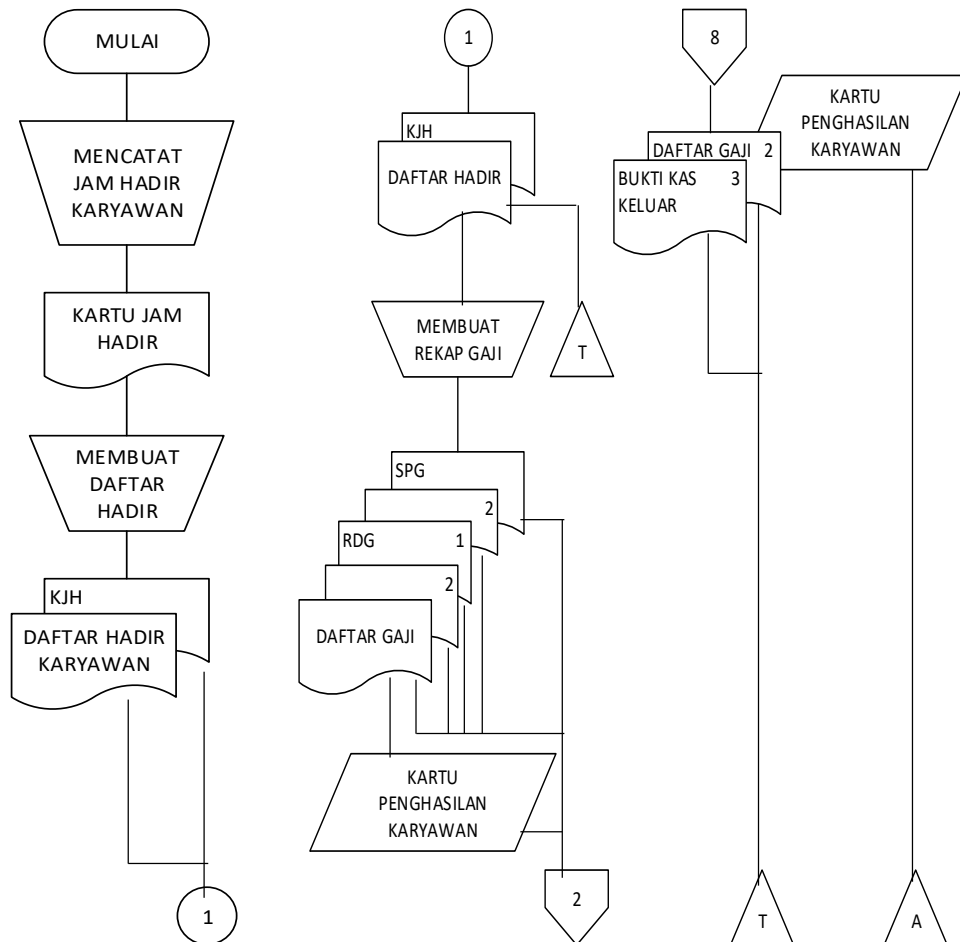 MULAI
MENCATAT
JAM HADIR
KARYAWAN
KARTU JAM
HADIR
MEMBUAT
DAFTAR
HADIR
KJH
DAFTAR HADIR
KARYAWAN
1
1
KJH
DAFTAR HADIR
MEMBUAT
REKAP GAJI
T
SPG
2
RDG 1
2
DAFTAR GAJI
KARTU
PENGHASILAN
KARYAWAN
2
8
KARTU
PENGHASILAN
KARYAWAN
DAFTAR GAJI 2
BUKTI KAS 3
KELUAR
T
A